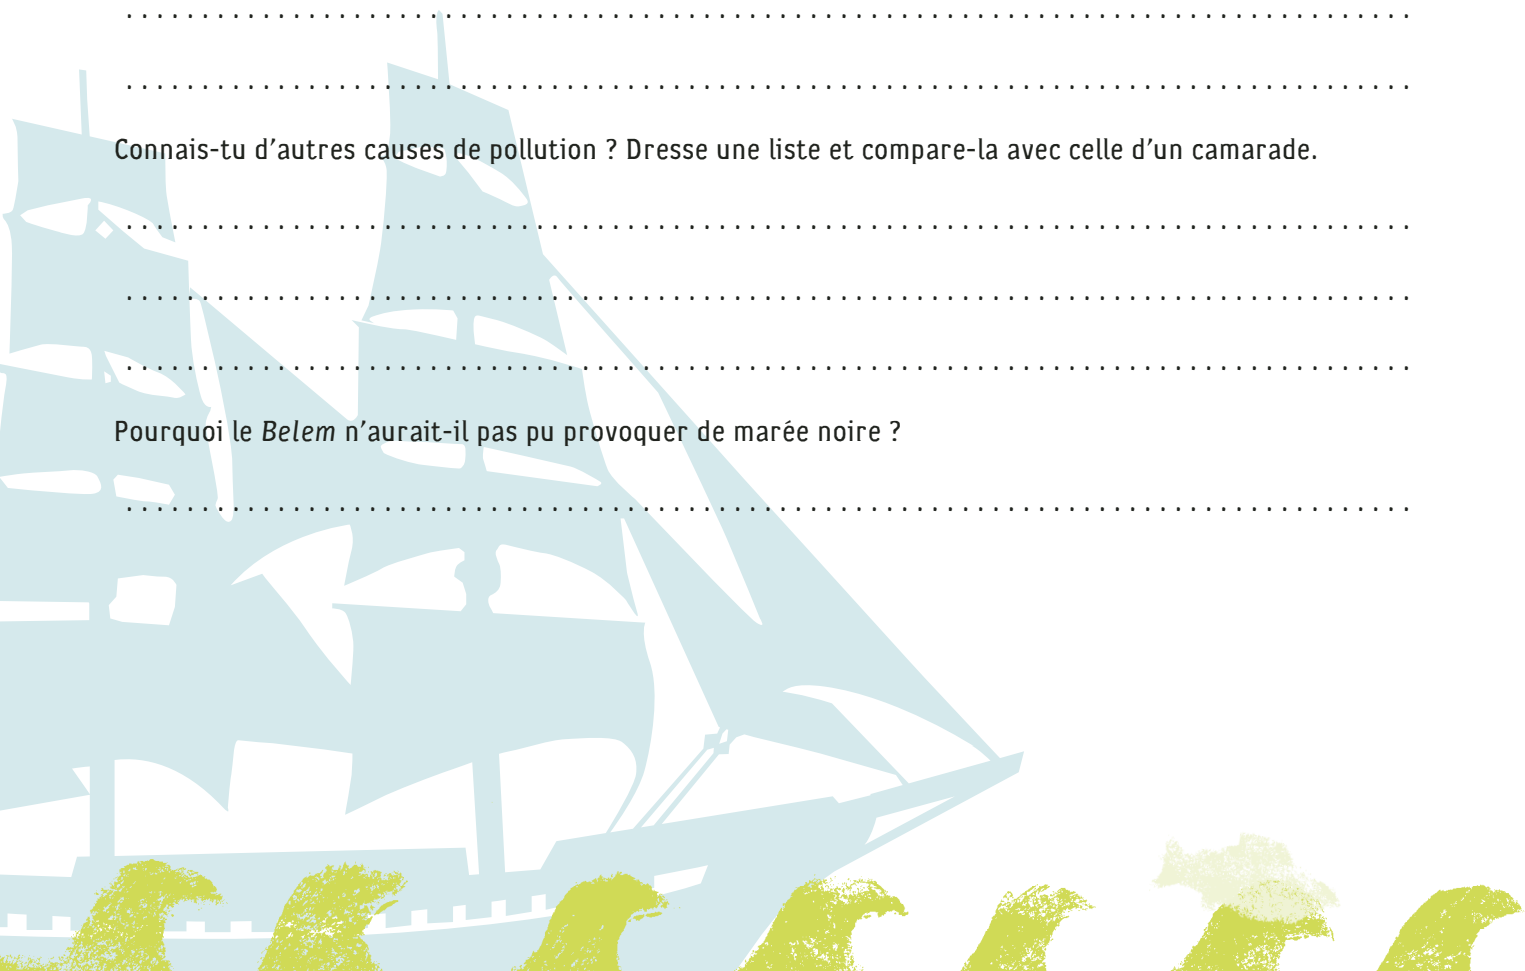 Connais-tu d’autres causes de pollution ? Dresse une liste et compare-la avec celle d’un camarade.
Pourquoi le Belem n’aurait-il pas pu provoquer de marée noire ?